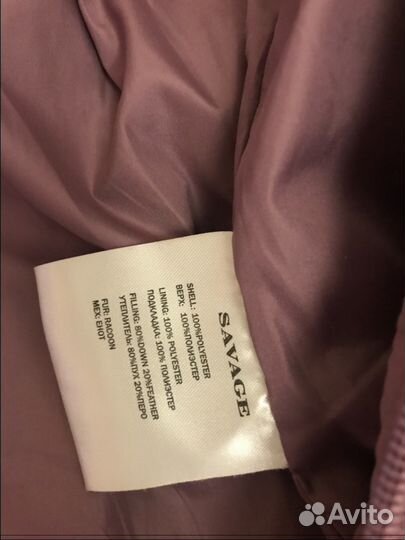 SAVAGE
SHELL: 100%POLYESTER
ВЕРХ: 100%ПОЛИЭСТЕР
LINING: 100% POLYESTER
ПОДКЛАДКА: 100% ПОЛИЭСТЕР
FILLING: 80%DOWN 20%FEATHER
УТЕПЛИТЕЛЬ: 80%ПУХ 20%ПЕРО
FUR: RACOON
МЕХ: ЕНОТ
Avito